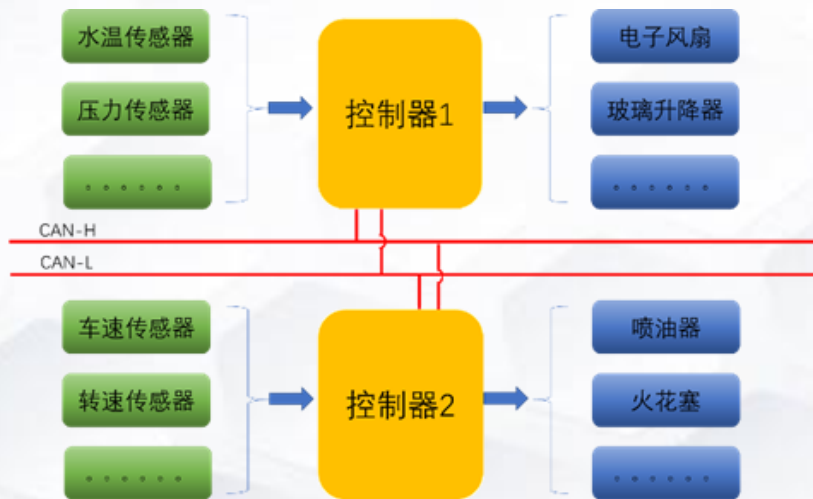 水温传感器
压力传感器
。。。。。。
控制器1
电子风扇
玻璃升降器
。。。。。。
CAN-H
CAN-L
车速传感器
转速传感器
。。。。。。
控制器2
喷油器
火花塞
。。。。。。